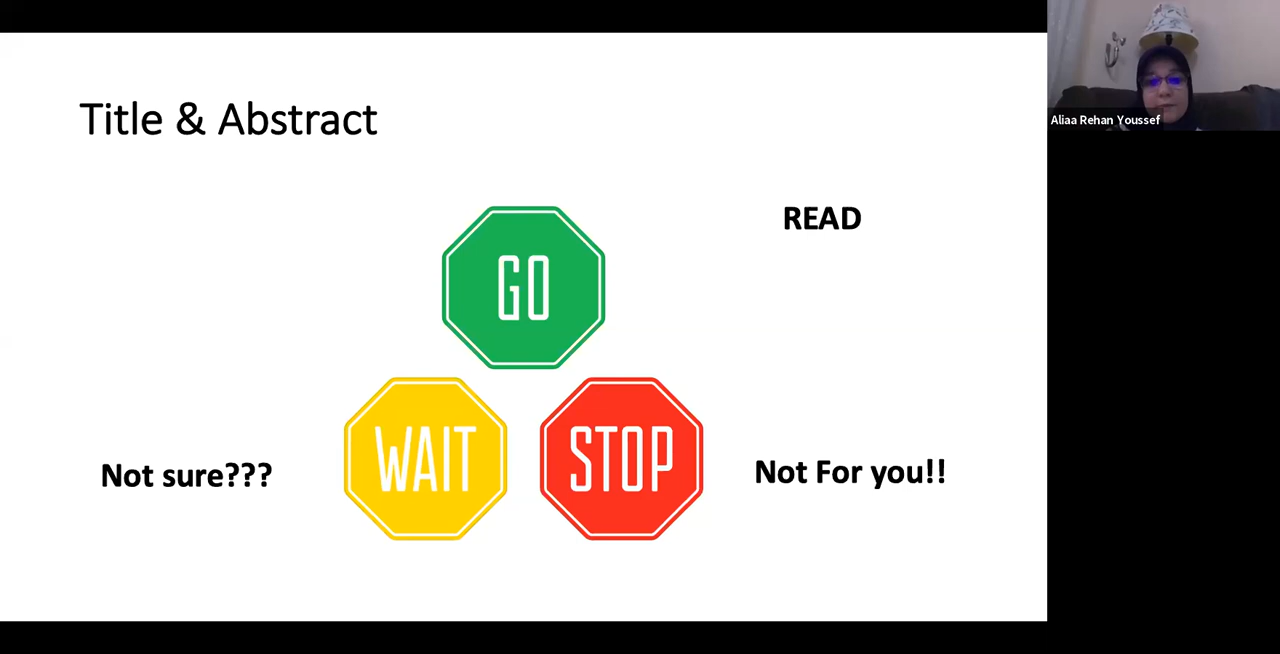 Title & Abstract
READ
GO
Not sure???
WAIT
STOP
Not For you!!
Aliaa Rehan Youssef